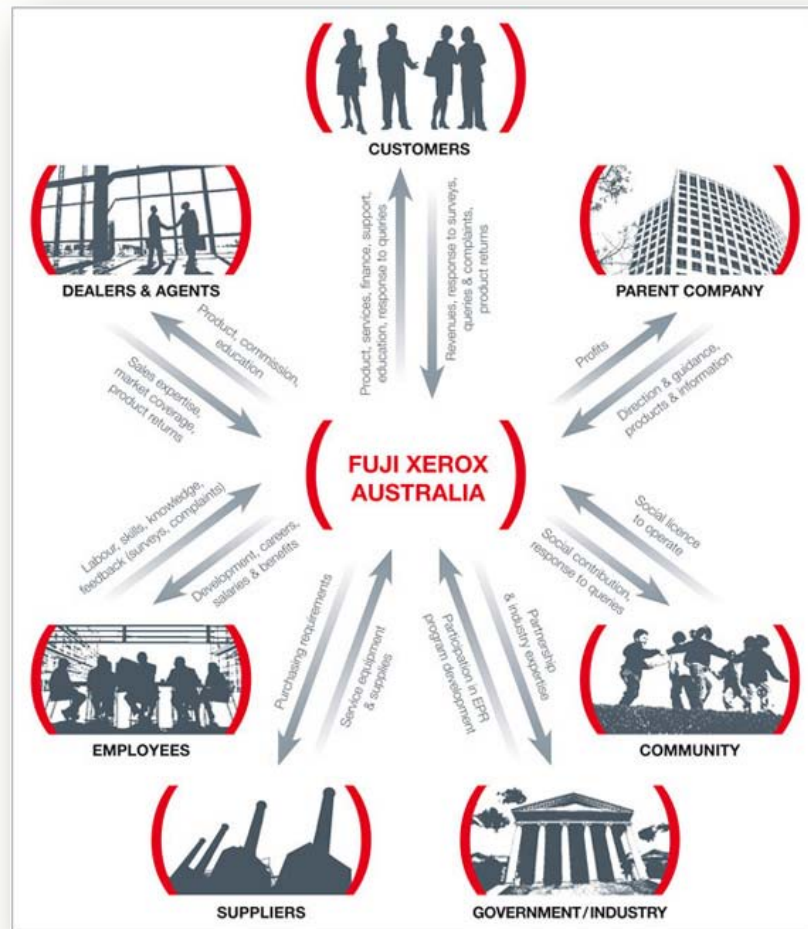 CUSTOMERS
DEALERS & AGENTS
PARENT COMPANY
Product, services, finance, support,
education, response to queries
Revenues, response to surveys,
queries & complaints,
product returns
Product, commission,
education
Sales expertise,
market coverage,
product returns
Profits
Direction & guidance,
products & information
FUJI XEROX
AUSTRALIA
Labour, skills, knowledge,
feedback (surveys, complaints)
Development, careers,
salaries & benefits
Social licence
to operate
Social contribution,
response to queries
Purchasing requirements
Service equipment
& supplies
Participation in EPR
program development
Partnership
& industry expertise
EMPLOYEES
COMMUNITY
SUPPLIERS
GOVERNMENT/INDUSTRY